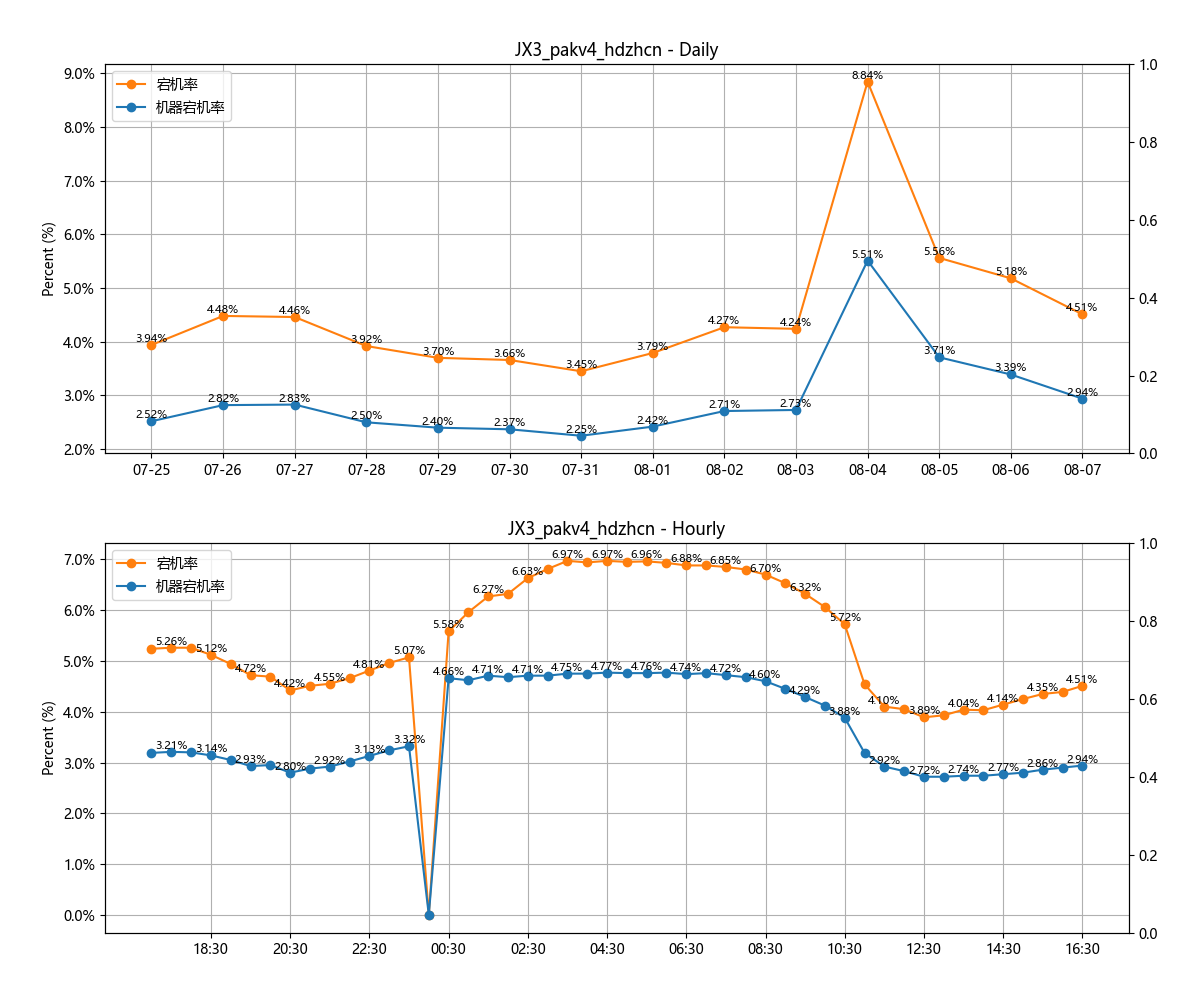 JX3_pakv4_hdzhcn - Daily
宕机率
机器宕机率
Percent (%)
9.0%
8.0%
7.0%
6.0%
5.0%
4.0%
3.0%
2.0%
1.0
0.8
0.6
0.4
0.2
0.0
3.94% 4.48% 4.46% 3.92% 3.70% 3.66% 3.45% 3.79% 4.27% 4.24% 8.84% 5.56% 5.18% 4.51%
2.52% 2.82% 2.83% 2.50% 2.40% 2.37% 2.25% 2.42% 2.71% 2.73% 5.51% 3.71% 3.39% 2.94%
07-25 07-26 07-27 07-28 07-29 07-30 07-31 08-01 08-02 08-03 08-04 08-05 08-06 08-07
JX3_pakv4_hdzhcn - Hourly
宕机率
机器宕机率
Percent (%)
7.0%
6.0%
5.0%
4.0%
3.0%
2.0%
1.0%
0.0%
1.0
0.8
0.6
0.4
0.2
0.0
5.26% 5.12% 4.72% 4.42% 4.55% 4.81% 5.07% 5.58% 6.27% 6.63% 6.97% 6.97% 6.96% 6.88% 6.85% 6.70% 6.32% 5.72% 4.10% 3.89% 4.04% 4.14% 4.35% 4.51%
3.21% 3.14% 2.93% 2.80% 2.92% 3.13% 3.32% 4.66% 4.71% 4.71% 4.75% 4.77% 4.76% 4.74% 4.72% 4.60% 4.29% 3.88% 2.92% 2.72% 2.74% 2.77% 2.86% 2.94%
18:30 20:30 22:30 00:30 02:30 04:30 06:30 08:30 10:30 12:30 14:30 16:30